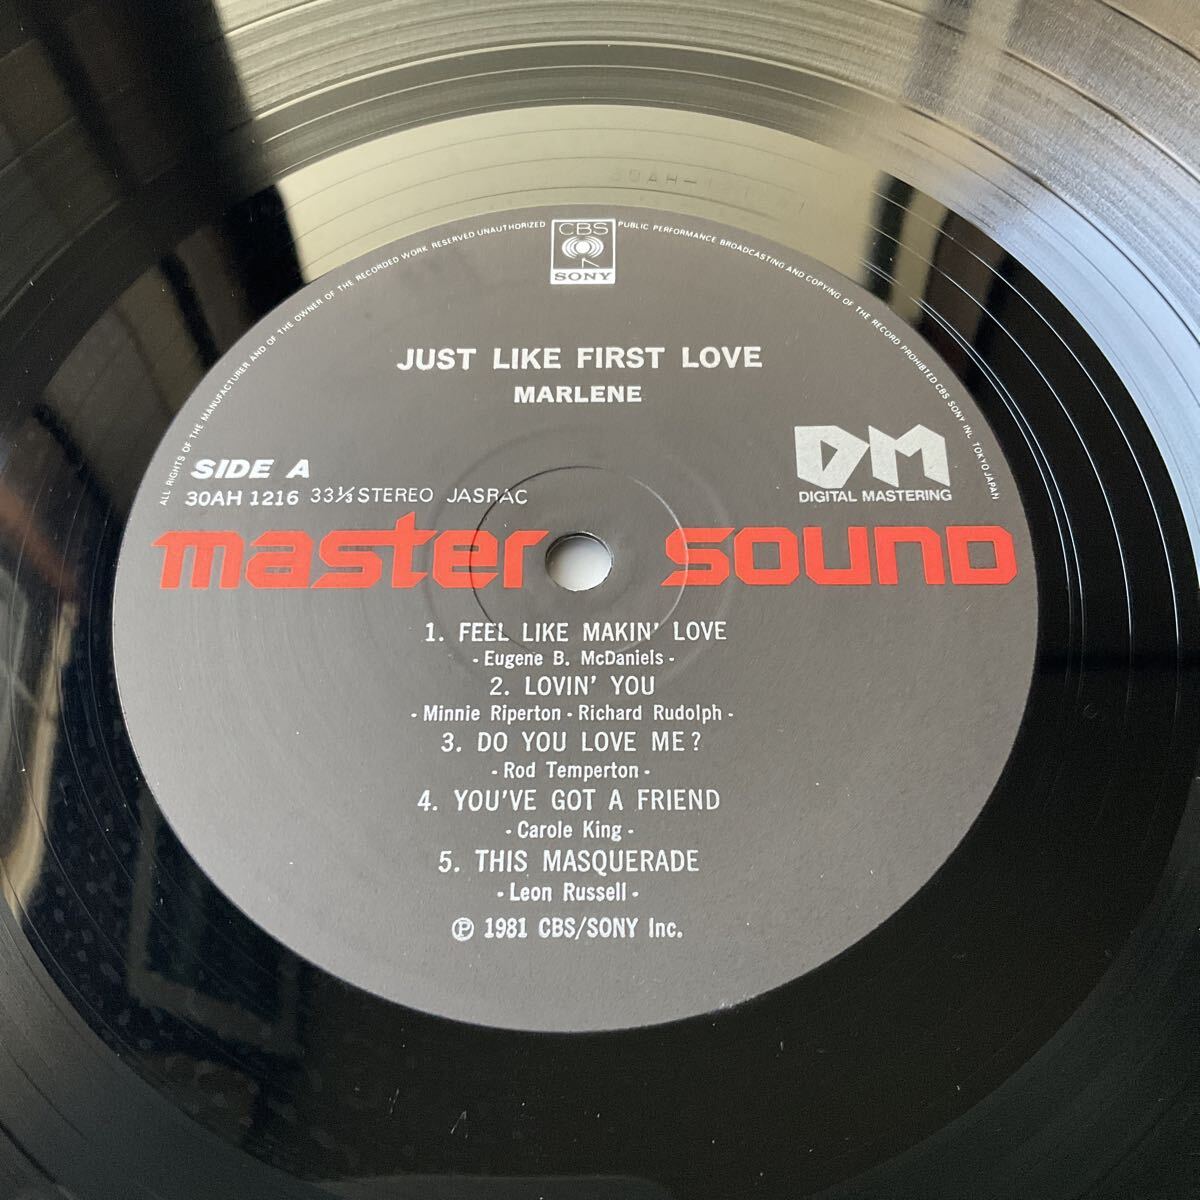 30AH-
ALL RIGHTS OF THE MANUFACTURER AND OF THE OWNER OF THE RECORDED WORK RESERVED UNAUTHORIZED PUBLIC PERFORMANCE BROADCASTING AND COPYING OF THE RECORD PROHIBITED CBS SONY INC. TOKYO JAPAN
CBS
SONY
JUST LIKE FIRST LOVE
MARLENE
SIDE A
30AH 1216 33⅓ STEREO JASRAC
DM
DIGITAL MASTERING
master sound
1. FEEL LIKE MAKIN' LOVE
- Eugene B. McDaniels -
2. LOVIN' YOU
- Minnie Riperton - Richard Rudolph -
3. DO YOU LOVE ME?
- Rod Temperton -
4. YOU'VE GOT A FRIEND
- Carole King -
5. THIS MASQUERADE
- Leon Russell -
Ⓟ 1981 CBS/SONY Inc.